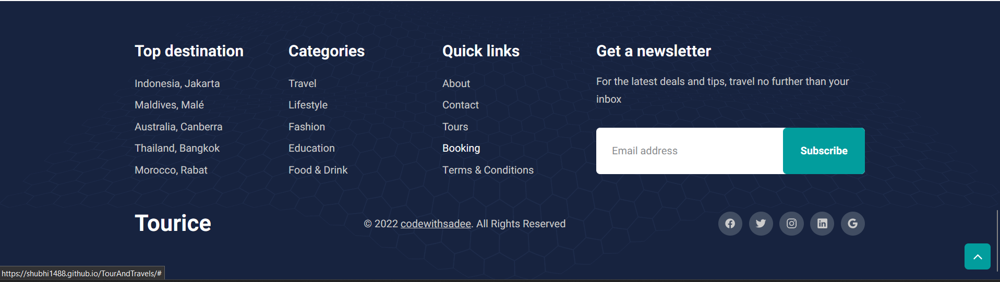 Top destination
Indonesia, Jakarta
Maldives, Malé
Australia, Canberra
Thailand, Bangkok
Morocco, Rabat
Categories
Travel
Lifestyle
Fashion
Education
Food & Drink
Quick links
About
Contact
Tours
Booking
Terms & Conditions
Get a newsletter
For the latest deals and tips, travel no further than your
inbox
Email address
Subscribe
Tourice
© 2022 codewithsadee. All Rights Reserved
https://shubhi1488.github.io/TourAndTravels/#